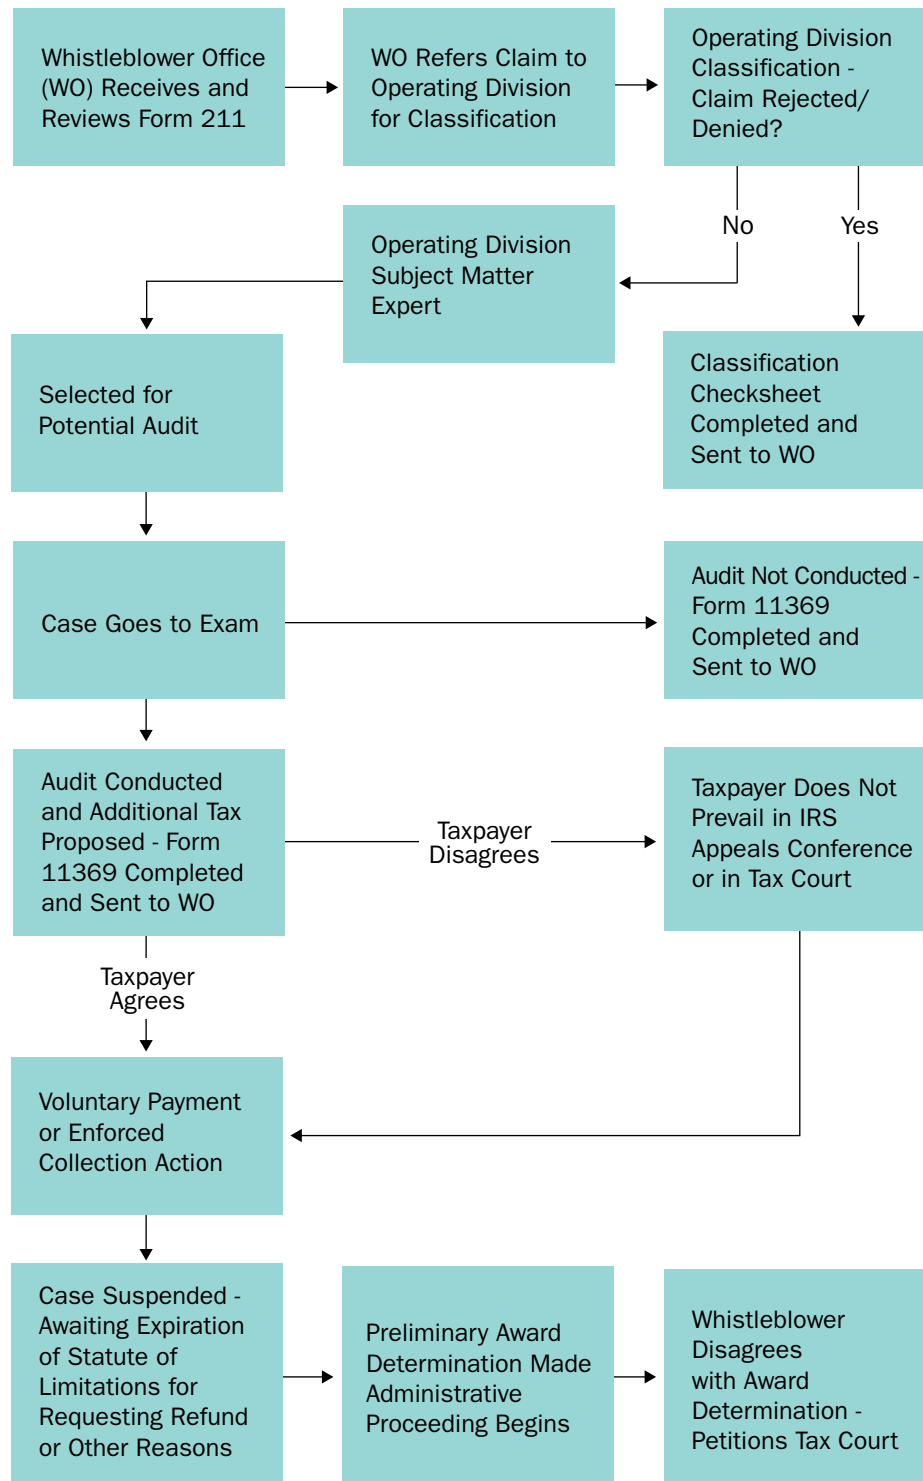 Whistleblower Office
(WO) Receives and
Reviews Form 211
WO Refers Claim to
Operating Division
for Classification
Operating Division
Classification -
Claim Rejected/
Denied?
No
Yes
Operating Division
Subject Matter
Expert
Selected for
Potential Audit
Classification
Checksheet
Completed and
Sent to WO
Case Goes to Exam
Audit Not Conducted -
Form 11369
Completed and
Sent to WO
Audit Conducted
and Additional Tax
Proposed - Form
11369 Completed
and Sent to WO
Taxpayer
Disagrees
Taxpayer Does Not
Prevail in IRS
Appeals Conference
or in Tax Court
Taxpayer
Agrees
Voluntary Payment
or Enforced
Collection Action
Case Suspended -
Awaiting Expiration
of Statute of
Limitations for
Requesting Refund
or Other Reasons
Preliminary Award
Determination Made
Administrative
Proceeding Begins
Whistleblower
Disagrees
with Award
Determination -
Petitions Tax Court